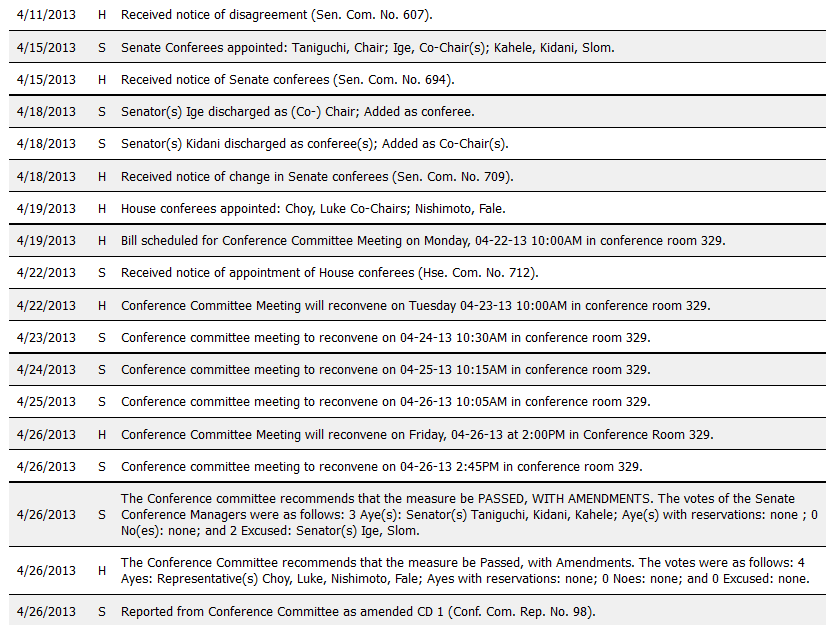 4/11/2013 H Received notice of disagreement (Sen. Com. No. 607).
4/15/2013 S Senate Conferees appointed: Taniguchi, Chair; Ige, Co-Chair(s); Kahele, Kidani, Slom.
4/15/2013 H Received notice of Senate conferees (Sen. Com. No. 694).
4/18/2013 S Senator(s) Ige discharged as (Co-) Chair; Added as conferee.
4/18/2013 S Senator(s) Kidani discharged as conferee(s); Added as Co-Chair(s).
4/18/2013 H Received notice of change in Senate conferees (Sen. Com. No. 709).
4/19/2013 H House conferees appointed: Choy, Luke Co-Chairs; Nishimoto, Fale.
4/19/2013 H Bill scheduled for Conference Committee Meeting on Monday, 04-22-13 10:00AM in conference room 329.
4/22/2013 S Received notice of appointment of House conferees (Hse. Com. No. 712).
4/22/2013 H Conference Committee Meeting will reconvene on Tuesday 04-23-13 10:00AM in conference room 329.
4/23/2013 S Conference committee meeting to reconvene on 04-24-13 10:30AM in conference room 329.
4/24/2013 S Conference committee meeting to reconvene on 04-25-13 10:15AM in conference room 329.
4/25/2013 S Conference committee meeting to reconvene on 04-26-13 10:05AM in conference room 329.
4/26/2013 H Conference Committee Meeting will reconvene on Friday, 04-26-13 at 2:00PM in Conference Room 329.
4/26/2013 S Conference committee meeting to reconvene on 04-26-13 2:45PM in conference room 329.
4/26/2013 S The Conference committee recommends that the measure be PASSED, WITH AMENDMENTS. The votes of the Senate
Conference Managers were as follows: 3 Aye(s): Senator(s) Taniguchi, Kidani, Kahele; Aye(s) with reservations: none ; 0
No(es): none; and 2 Excused: Senator(s) Ige, Slom.
4/26/2013 H The Conference Committee recommends that the measure be Passed, with Amendments. The votes were as follows: 4
Ayes: Representative(s) Choy, Luke, Nishimoto, Fale; Ayes with reservations: none; 0 Noes: none; and 0 Excused: none.
4/26/2013 S Reported from Conference Committee as amended CD 1 (Conf. Com. Rep. No. 98).